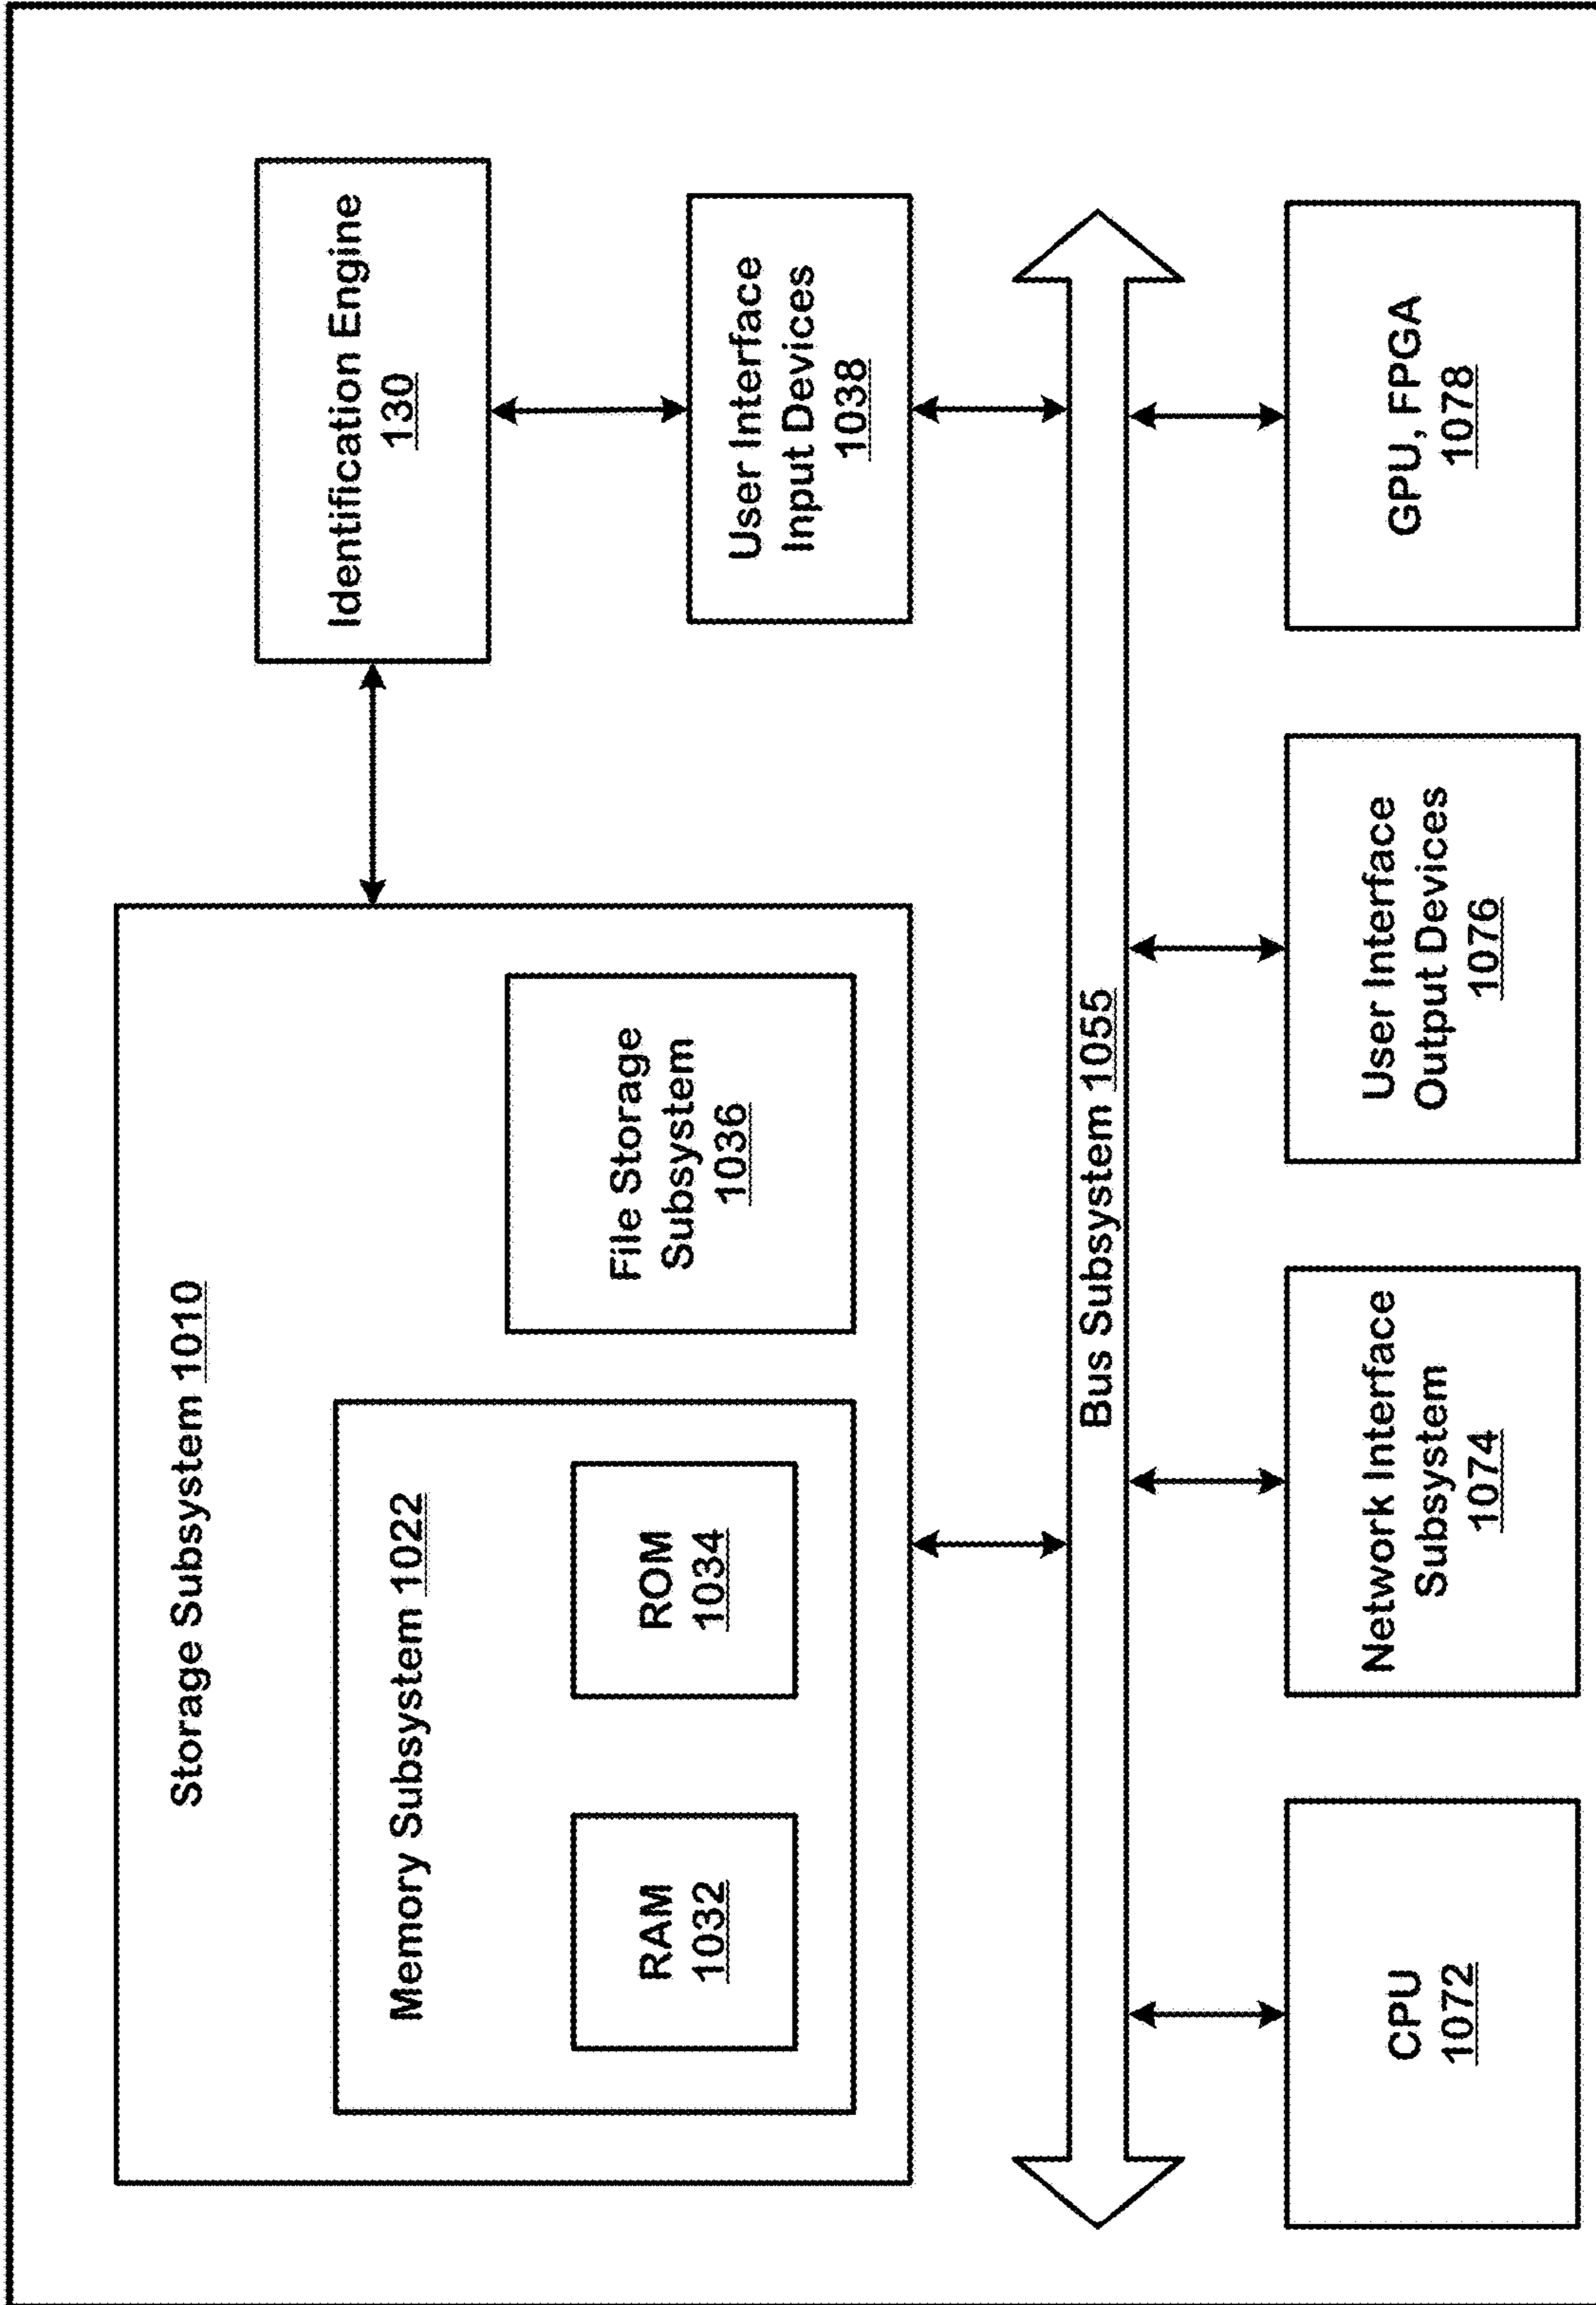 Storage Subsystem 1010
Memory Subsystem 1022
RAM
1032
ROM
1034
File Storage
Subsystem
1036
Identification Engine
130
User Interface
Input Devices
1038
Bus Subsystem 1055
CPU
1072
Network Interface
Subsystem
1074
User Interface
Output Devices
1076
GPU, FPGA
1078